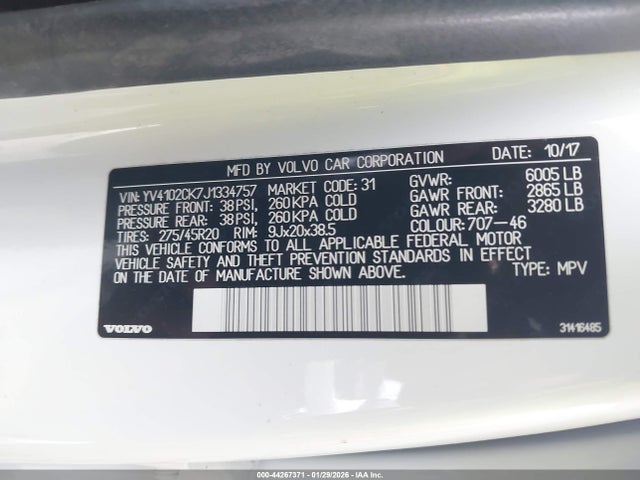 MFD BY VOLVO CAR CORPORATION DATE: 10/17
VIN: YV4102CK7J1334757 MARKET CODE: 31 GVWR: 6005 LB
PRESSURE FRONT: 38 PSI, 260 KPA COLD GAWR FRONT: 2865 LB
PRESSURE REAR: 38 PSI, 260 KPA COLD GAWR REAR: 3280 LB
TIRES: 275/45R20 RIM: 9Jx20x38.5 COLOUR: 707-46
THIS VEHICLE CONFORMS TO ALL APPLICABLE FEDERAL MOTOR
VEHICLE SAFETY AND THEFT PREVENTION STANDARDS IN EFFECT
ON THE DATE OF MANUFACTURE SHOWN ABOVE. TYPE: MPV
VOLVO 31416485
000-44267371 - 01/29/2026 - IAA Inc.